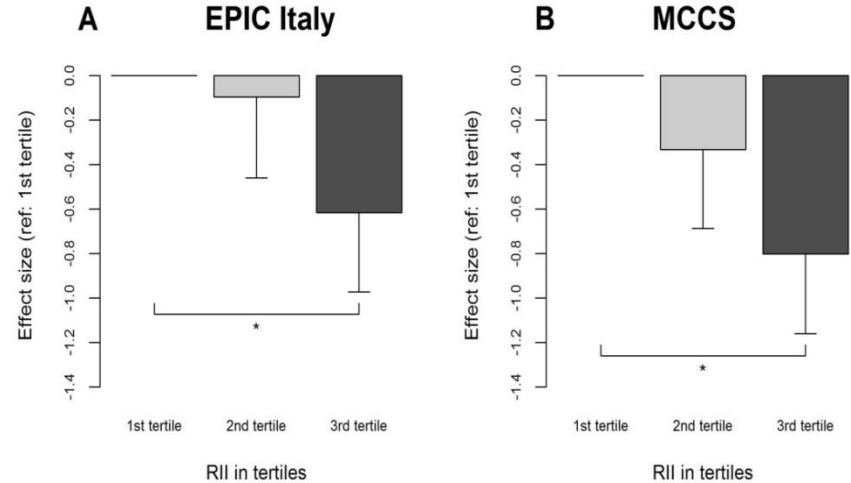 A EPIC Italy
Effect size (ref: 1st tertile)
0.0
-0.2
-0.4
-0.6
-0.8
-1.0
-1.2
-1.4
*
1st tertile 2nd tertile 3rd tertile
RII in tertiles
B MCCS
Effect size (ref: 1st tertile)
0.0
-0.2
-0.4
-0.6
-0.8
-1.0
-1.2
-1.4
*
1st tertile 2nd tertile 3rd tertile
RII in tertiles